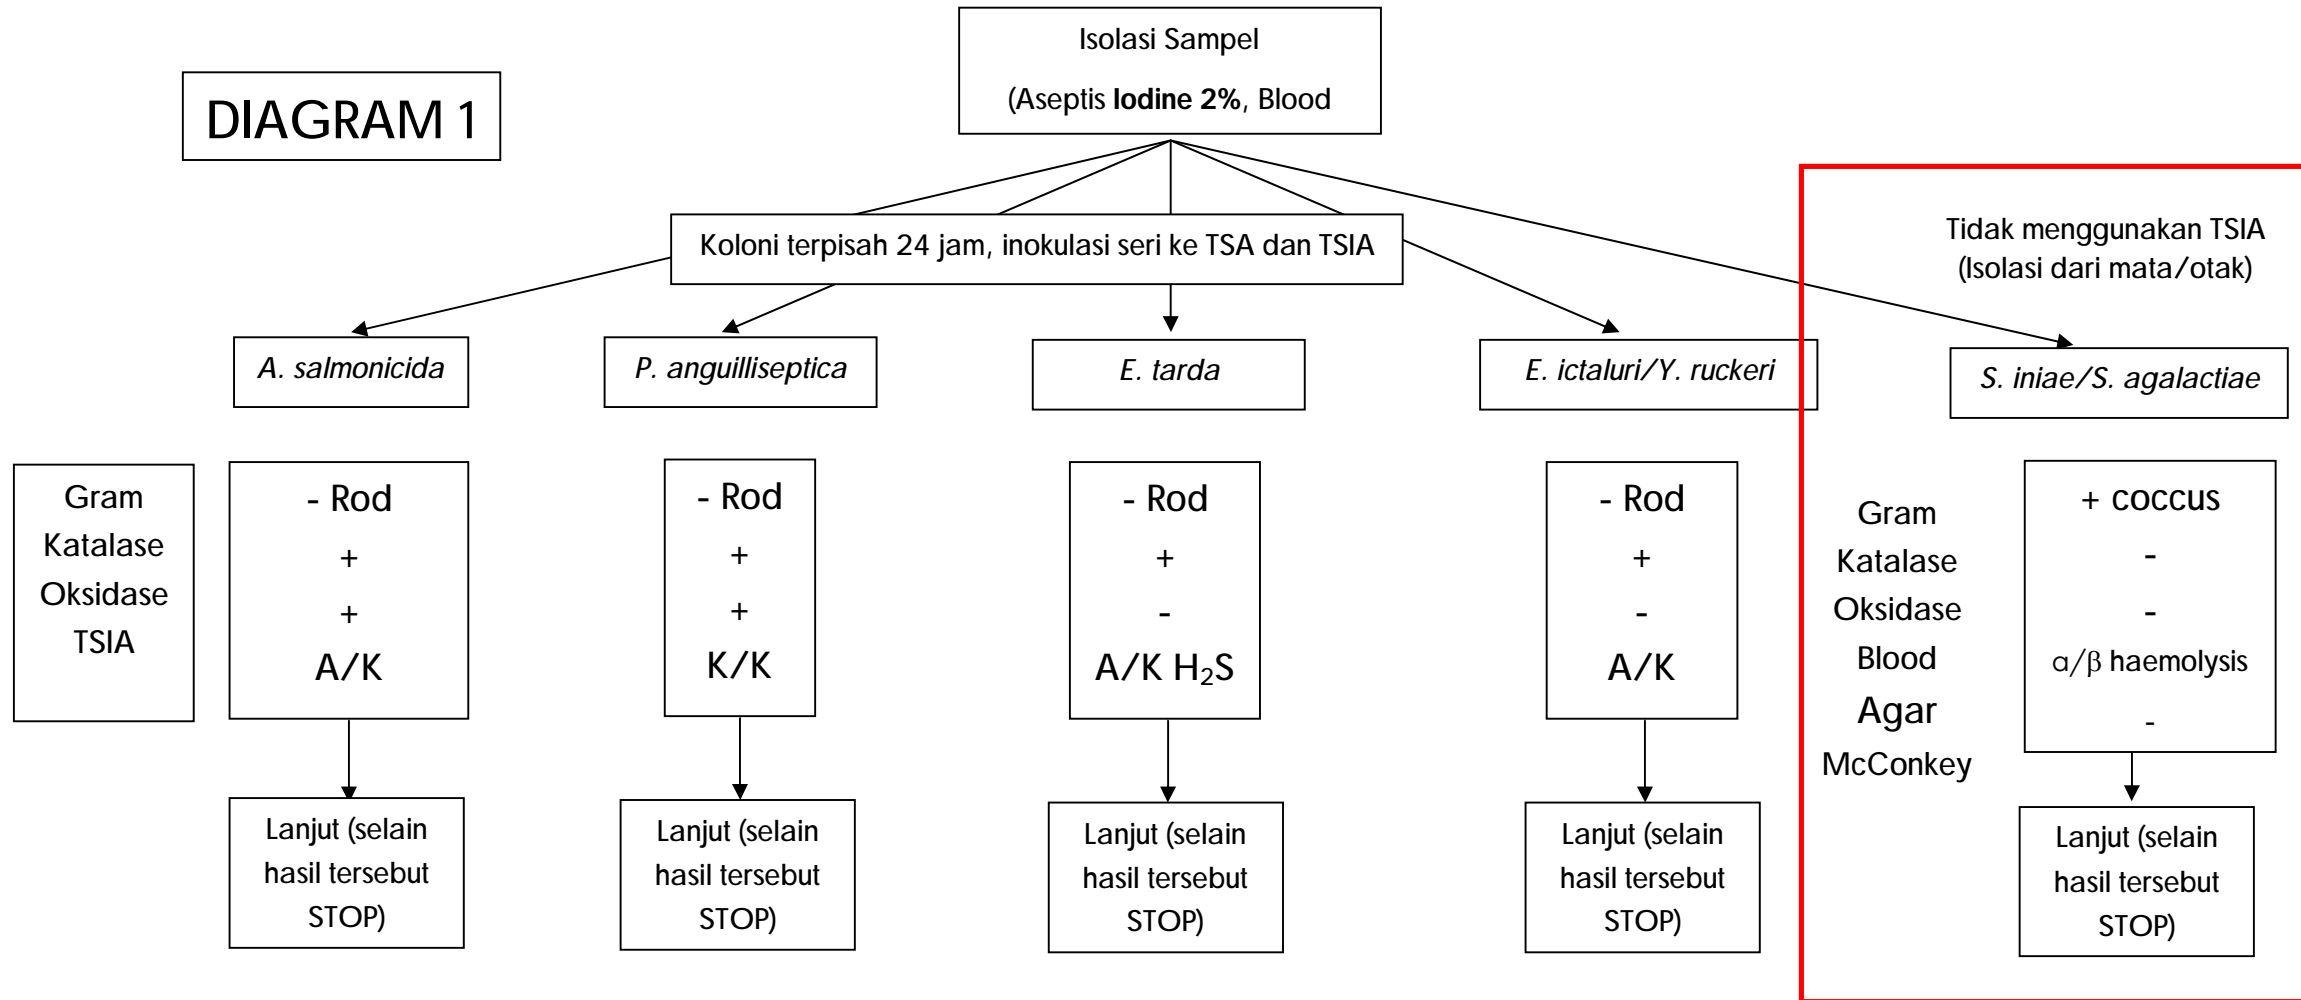 DIAGRAM 1
Isolasi Sampel
(Aseptis Iodine 2%, Blood
Koloni terpisah 24 jam, inokulasi seri ke TSA dan TSIA
Tidak menggunakan TSIA
(Isolasi dari mata/otak)
A. salmonicida
P. anguilliseptica
E. tarda
E. ictaluri/Y. ruckeri
S. iniae/S. agalactiae
Gram
Katalase
Oksidase
TSIA
- Rod
+
+
A/K
- Rod
+
+
K/K
- Rod
+
-
A/K H₂S
- Rod
+
-
A/K
Gram
Katalase
Oksidase
Blood
Agar
McConkey
+ coccus
-
-
α/β haemolysis
-
Lanjut (selain
hasil tersebut
STOP)
Lanjut (selain
hasil tersebut
STOP)
Lanjut (selain
hasil tersebut
STOP)
Lanjut (selain
hasil tersebut
STOP)
Lanjut (selain
hasil tersebut
STOP)